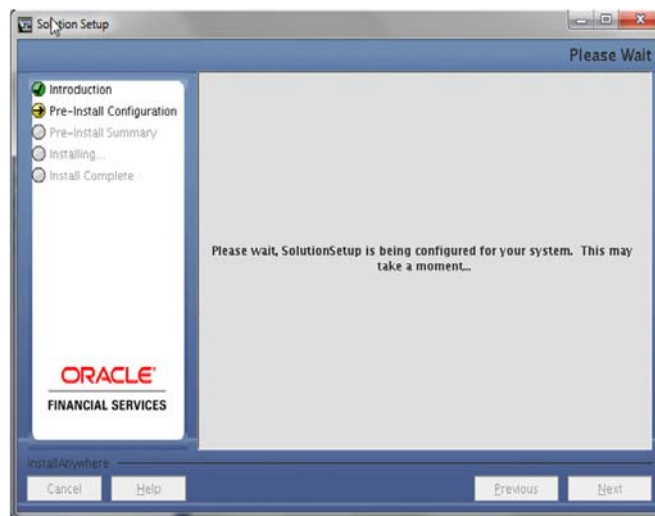 Solution Setup
Please Wait
Introduction
Pre-Install Configuration
Pre-Install Summary
Installing...
Install Complete
Please wait, SolutionSetup is being configured for your system. This may
take a moment...
ORACLE
FINANCIAL SERVICES
InstallAnywhere
Cancel
Help
Previous
Next